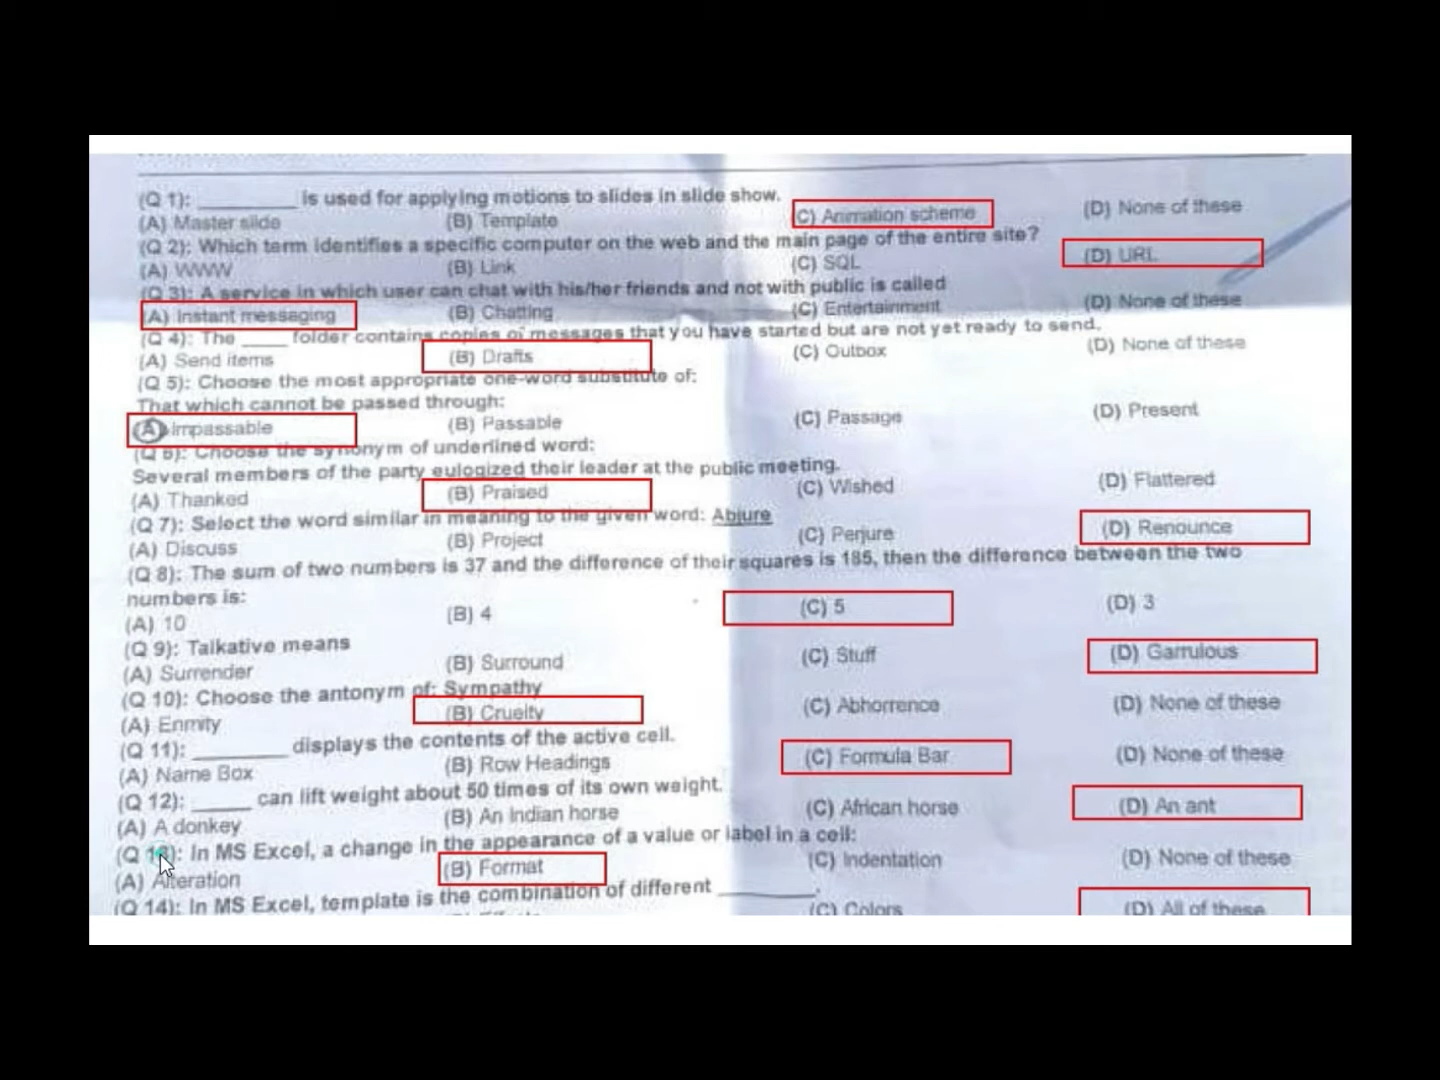 (Q 1): _________ is used for applying motions to slides in slide show.
(A) Master slide (B) Template (C) Animation scheme (D) None of these
(Q 2): Which term identifies a specific computer on the web and the main page of the entire site?
(A) WWW (B) Link (C) SQL (D) URL
(Q 3): A service in which user can chat with his/her friends and not with public is called
(A) Instant messaging (B) Chatting (C) Entertainment (D) None of these
(Q 4): The ____ folder contains copies of messages that you have started but are not yet ready to send.
(A) Send items (B) Drafts (C) Outbox (D) None of these
(Q 5): Choose the most appropriate one-word substitute of:
That which cannot be passed through:
(A) Impassable (B) Passable (C) Passage (D) Present
(Q 6): Choose the synonym of underlined word:
Several members of the party eulogized their leader at the public meeting.
(A) Thanked (B) Praised (C) Wished (D) Flattered
(Q 7): Select the word similar in meaning to the given word: Abjure
(A) Discuss (B) Project (C) Perjure (D) Renounce
(Q 8): The sum of two numbers is 37 and the difference of their squares is 185, then the difference between the two
numbers is:
(A) 10 (B) 4 (C) 5 (D) 3
(Q 9): Talkative means
(A) Surrender (B) Surround (C) Stuff (D) Garrulous
(Q 10): Choose the antonym of: Sympathy
(A) Enmity (B) Cruelty (C) Abhorrence (D) None of these
(Q 11): _________ displays the contents of the active cell.
(A) Name Box (B) Row Headings (C) Formula Bar (D) None of these
(Q 12): ______ can lift weight about 50 times of its own weight.
(A) A donkey (B) An Indian horse (C) African horse (D) An ant
(Q 13): In MS Excel, a change in the appearance of a value or label in a cell:
(A) Alteration (B) Format (C) Indentation (D) None of these
(Q 14): In MS Excel, template is the combination of different _________.
(C) Colors (D) All of these